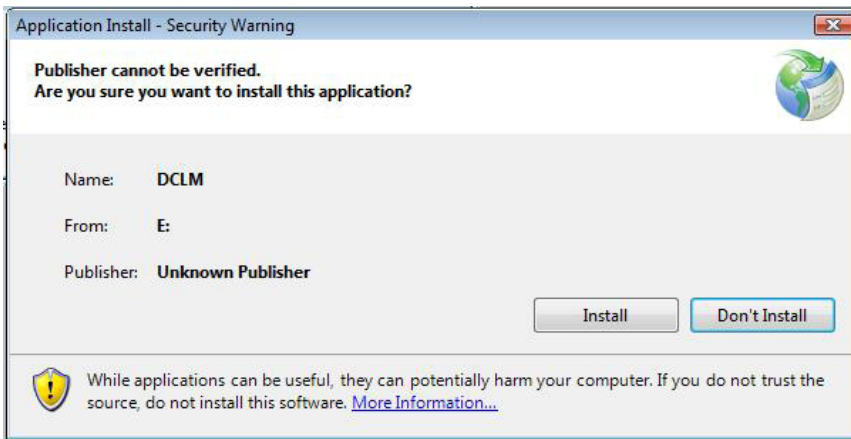 Application Install - Security Warning
Publisher cannot be verified.
Are you sure you want to install this application?
Name: DCLM
From: E:
Publisher: Unknown Publisher
Install Don't Install
While applications can be useful, they can potentially harm your computer. If you do not trust the
source, do not install this software. More Information...